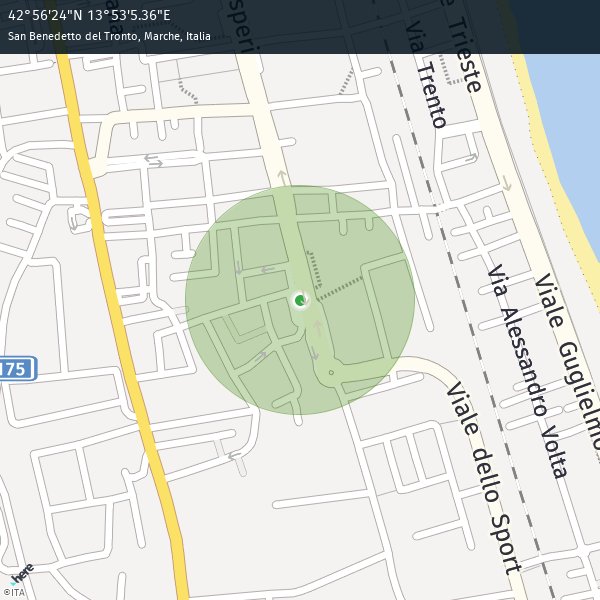 42°56'24"N 13°53'5.36"E
San Benedetto del Tronto, Marche, Italia
speri
e Trieste
Via Trento
Via Alessandro Volta
Viale Guglielmo
175
Viale dello Sport
here
©ITA